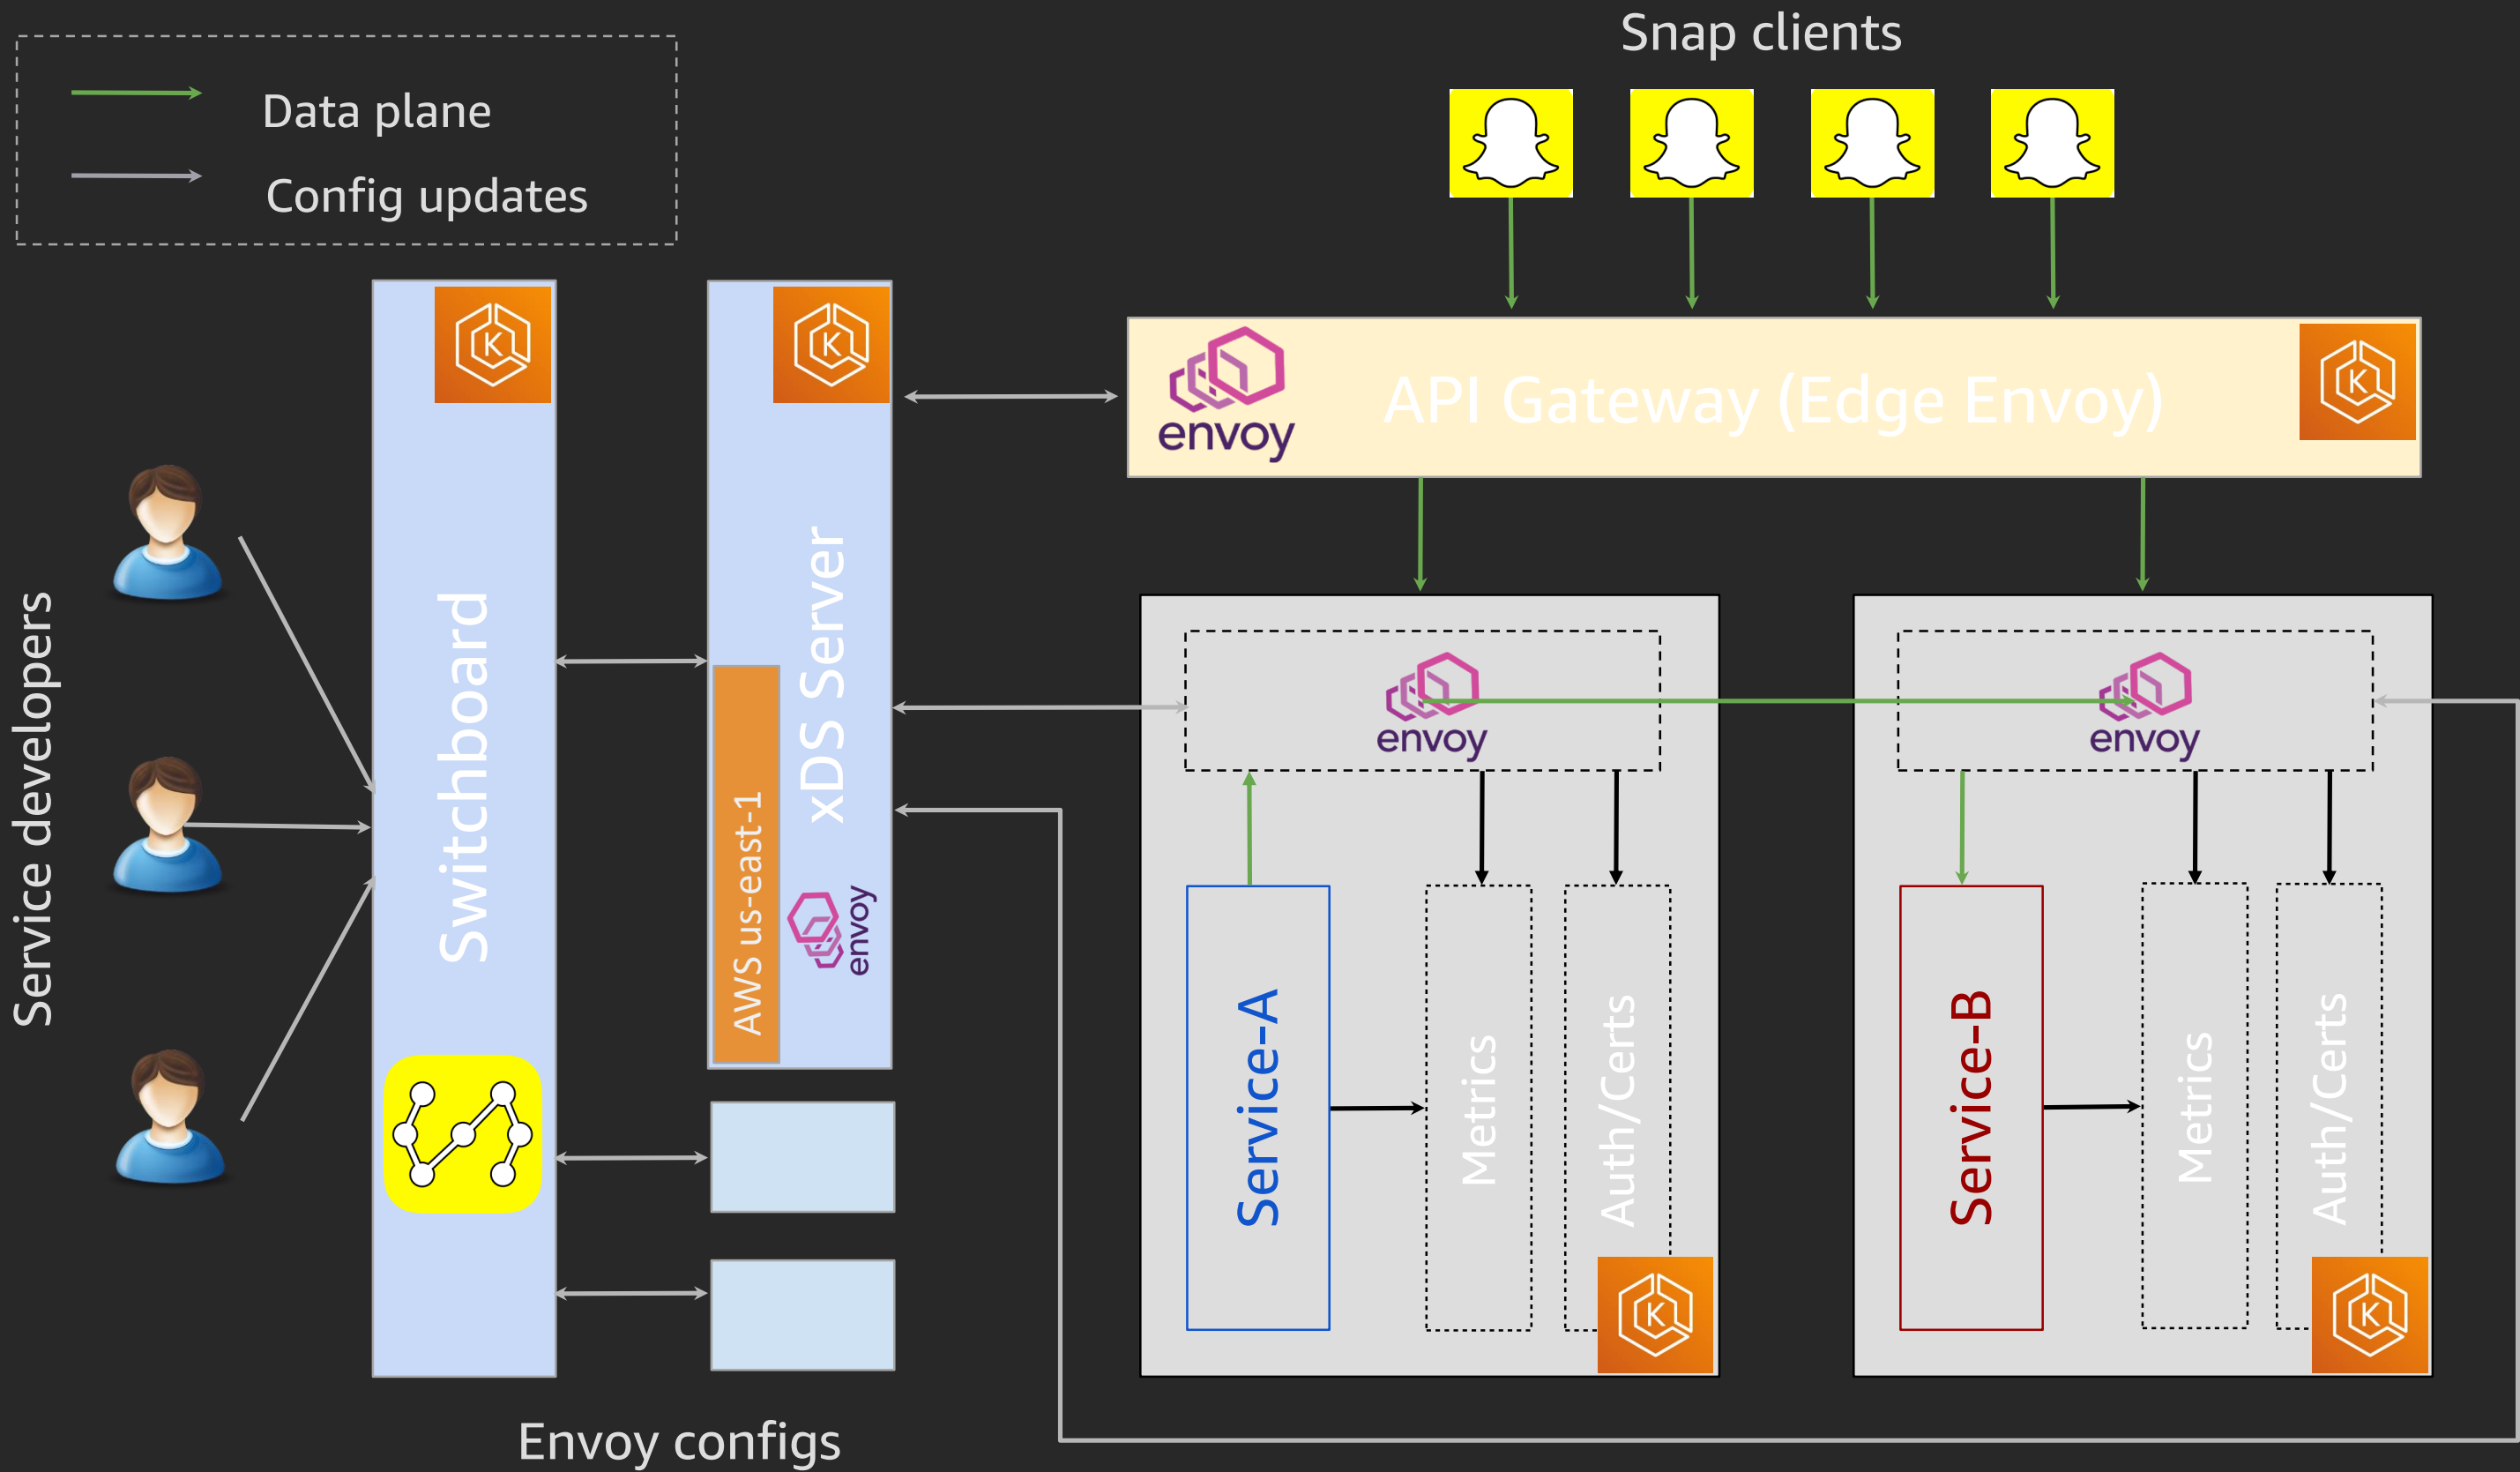 Snap clients
Data plane
Config updates
envoy
API Gateway (Edge Envoy)
K
K
K
Service developers
Switchboard
xDS Server
AWS us-east-1
envoy
envoy
envoy
Service-A
Metrics
Auth/Certs
K
Service-B
Metrics
Auth/Certs
K
Envoy configs